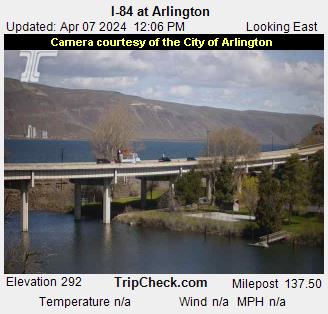 I-84 at Arlington
Updated: Apr 07 2024 12:06 PM Looking East
Camera courtesy of the City of Arlington
Elevation 292 TripCheck.com Milepost 137.50
Temperature n/a Wind n/a MPH n/a